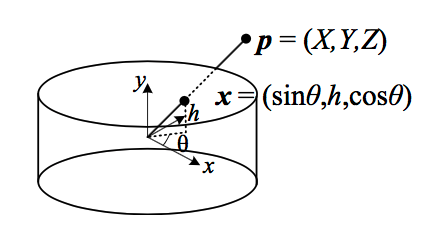 p = (X,Y,Z)
y
x = (sinθ,h,cosθ)
h
θ
x